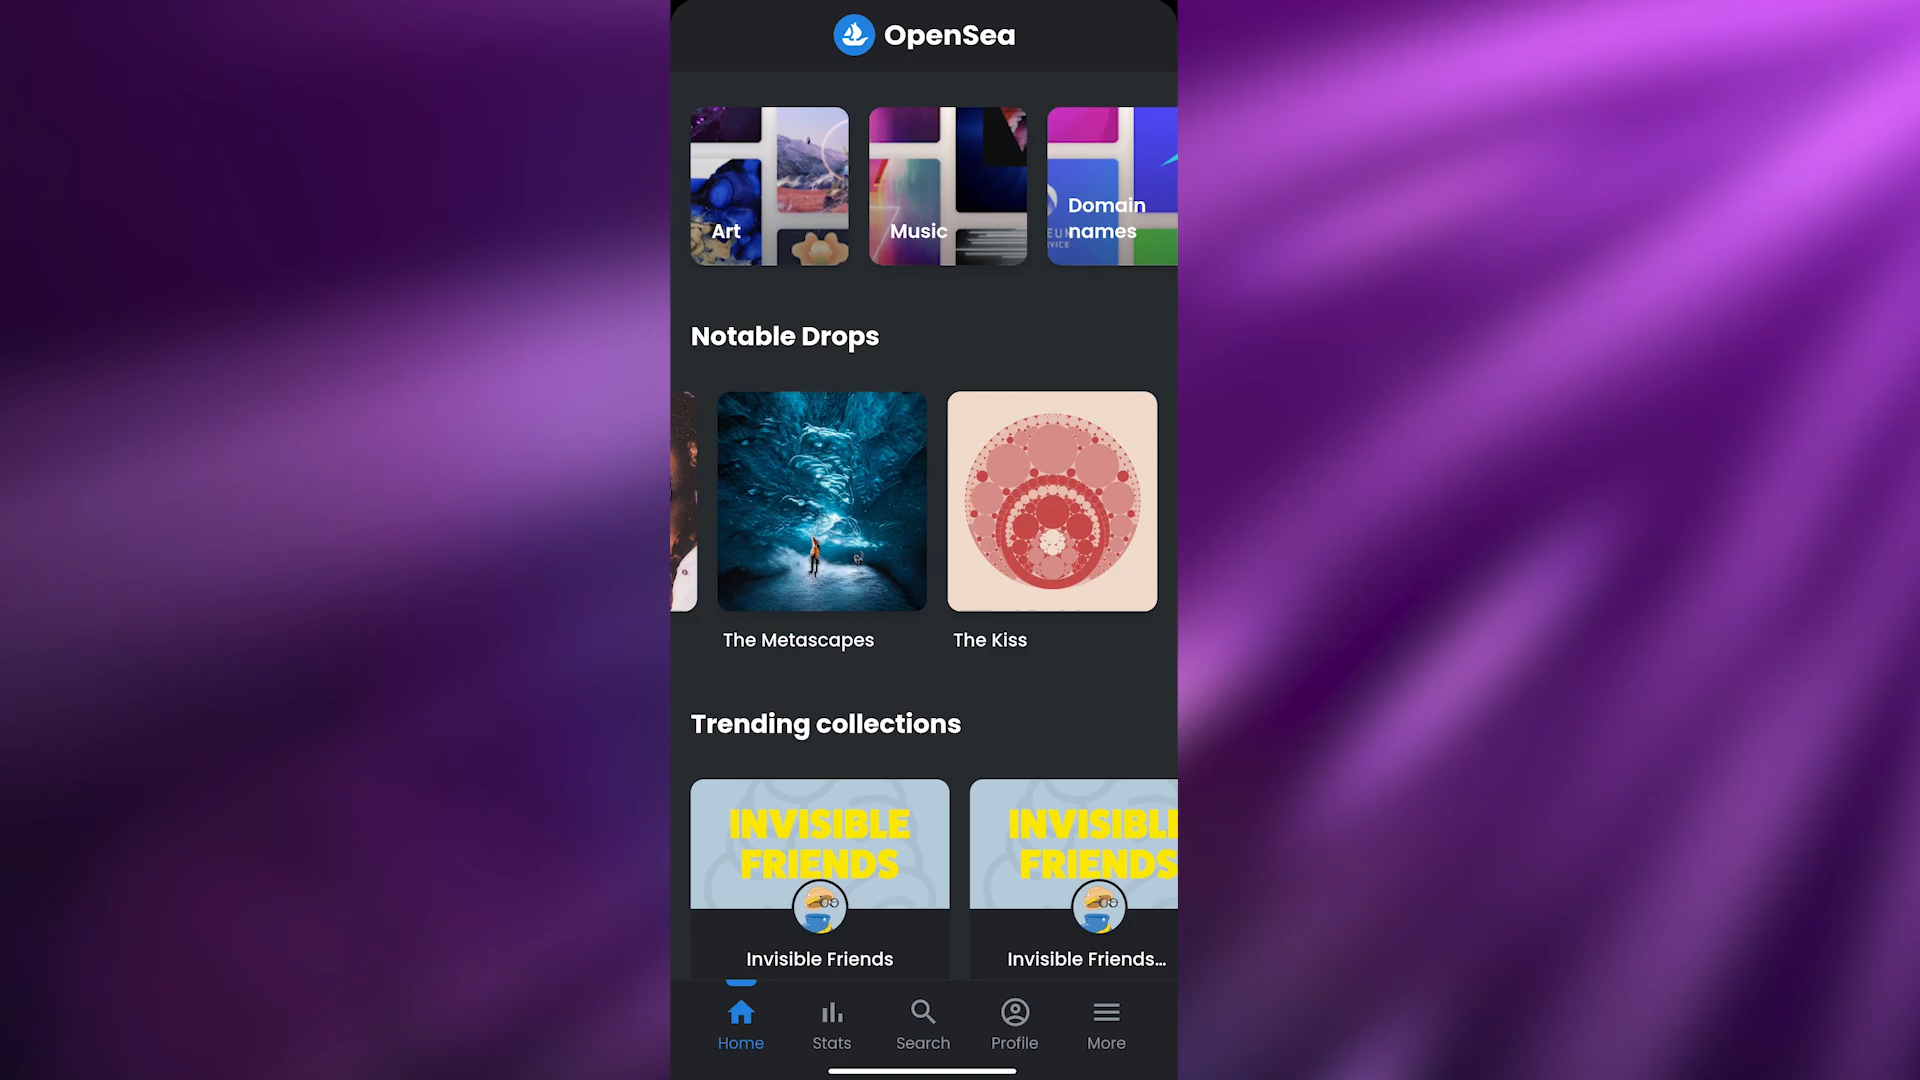 OpenSea
Art
Music
Domain
names
Notable Drops
The Metascapes
The Kiss
Trending collections
INVISIBLE
FRIENDS
INVISIBL
FRIENDS
Invisible Friends
Invisible Friends...
Home
Stats
Search
Profile
More